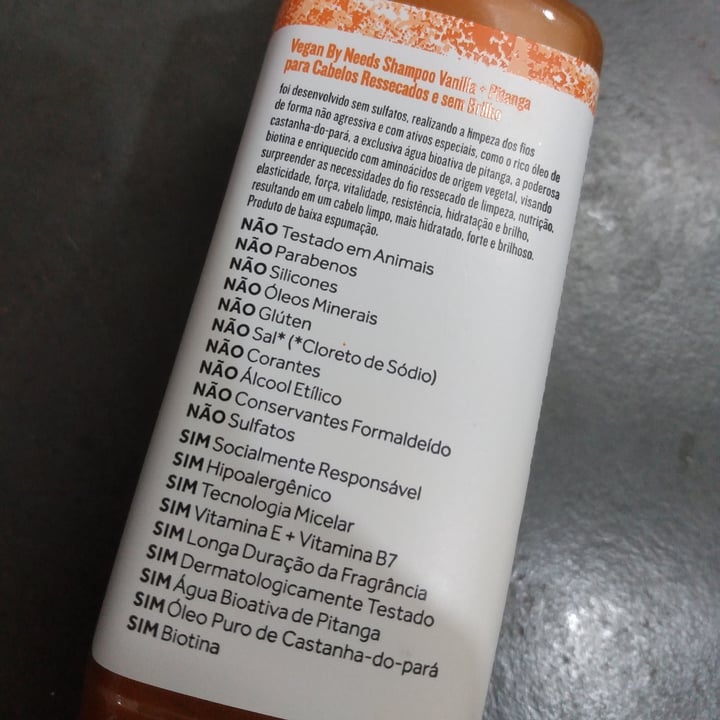 Vegan By Needs Shampoo Vanilla + Pitanga
para Cabelos Ressecados e sem Brilho
foi desenvolvido sem sulfatos, realizando a limpeza dos fios
de forma não agressiva e com ativos especiais, como o rico óleo de
castanha-do-pará, a exclusiva água bioativa de pitanga, a poderosa
biotina e enriquecido com aminoácidos de origem vegetal, visando
surpreender as necessidades do fio ressecado de limpeza, nutrição,
elasticidade, força, vitalidade, resistência, hidratação e brilho,
resultando em um cabelo limpo, mais hidratado, forte e brilhoso.
Produto de baixa espumação.
NÃO Testado em Animais
NÃO Parabenos
NÃO Silicones
NÃO Óleos Minerais
NÃO Glúten
NÃO Sal* (*Cloreto de Sódio)
NÃO Corantes
NÃO Álcool Etílico
NÃO Conservantes Formaldeído
NÃO Sulfatos
SIM Socialmente Responsável
SIM Hipoalergênico
SIM Tecnologia Micelar
SIM Vitamina E + Vitamina B7
SIM Longa Duração da Fragrância
SIM Dermatologicamente Testado
SIM Água Bioativa de Pitanga
SIM Óleo Puro de Castanha-do-pará
SIM Biotina